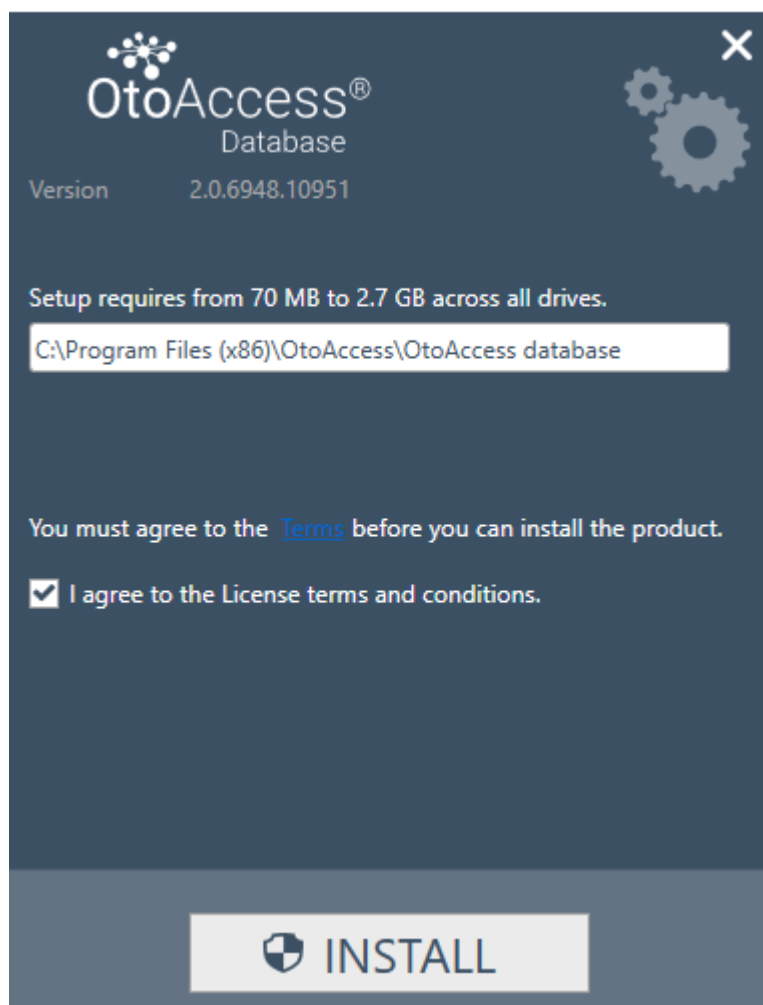 OtoAccess®
Database
Version 2.0.6948.10951
Setup requires from 70 MB to 2.7 GB across all drives.
C:\Program Files (x86)\OtoAccess\OtoAccess database
You must agree to the Terms before you can install the product.
I agree to the License terms and conditions.
INSTALL